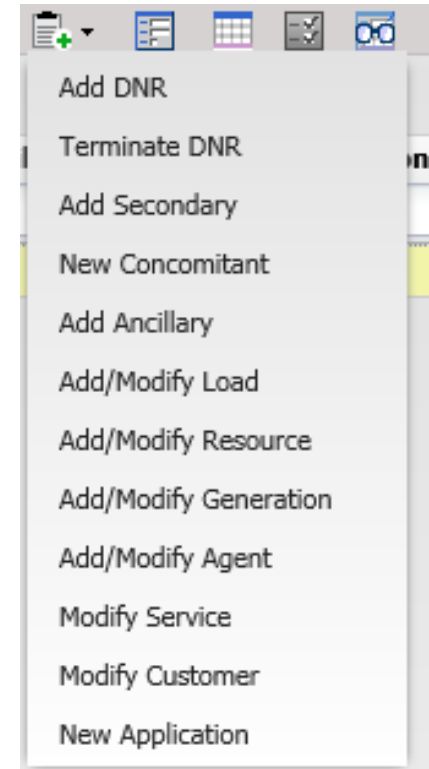 Add DNR
Terminate DNR
on
Add Secondary
New Concomitant
Add Ancillary
Add/Modify Load
Add/Modify Resource
Add/Modify Generation
Add/Modify Agent
Modify Service
Modify Customer
New Application